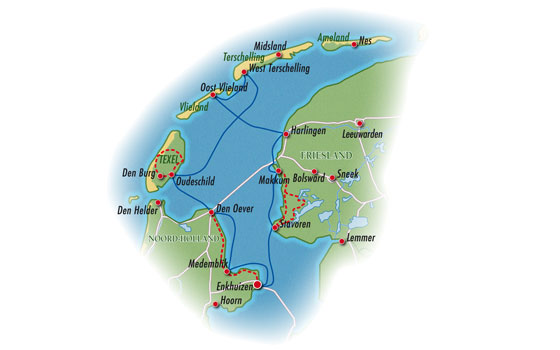 Ameland
Nes
Midsland
Terschelling
West Terschelling
Oost Vlieland
Vlieland
Harlingen
Leeuwarden
TEXEL
FRIESLAND
Den Burg
Oudeschild
Makkum
Bolsward
Sneek
Den Helder
Den Oever
Stavoren
NOORD-HOLLAND
Lemmer
Medemblik
Enkhuizen
Hoorn